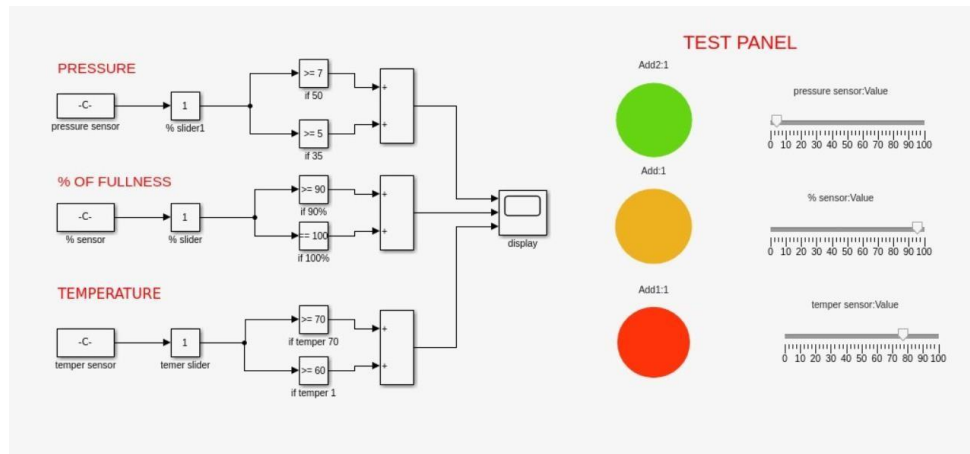 PRESSURE
-C-
pressure sensor
1
% slider1
>= 7
if 50
>= 5
if 35
+
+
% OF FULLNESS
-C-
% sensor
1
% slider
>= 90
if 90%
== 100
if 100%
+
+
display
TEMPERATURE
-C-
temper sensor
1
temer slider
>= 70
if temper 70
>= 60
if temper 1
+
+
TEST PANEL
Add2:1
pressure sensor:Value
0 10 20 30 40 50 60 70 80 90 100
Add:1
% sensor:Value
0 10 20 30 40 50 60 70 80 90 100
Add1:1
temper sensor:Value
0 10 20 30 40 50 60 70 80 90 100